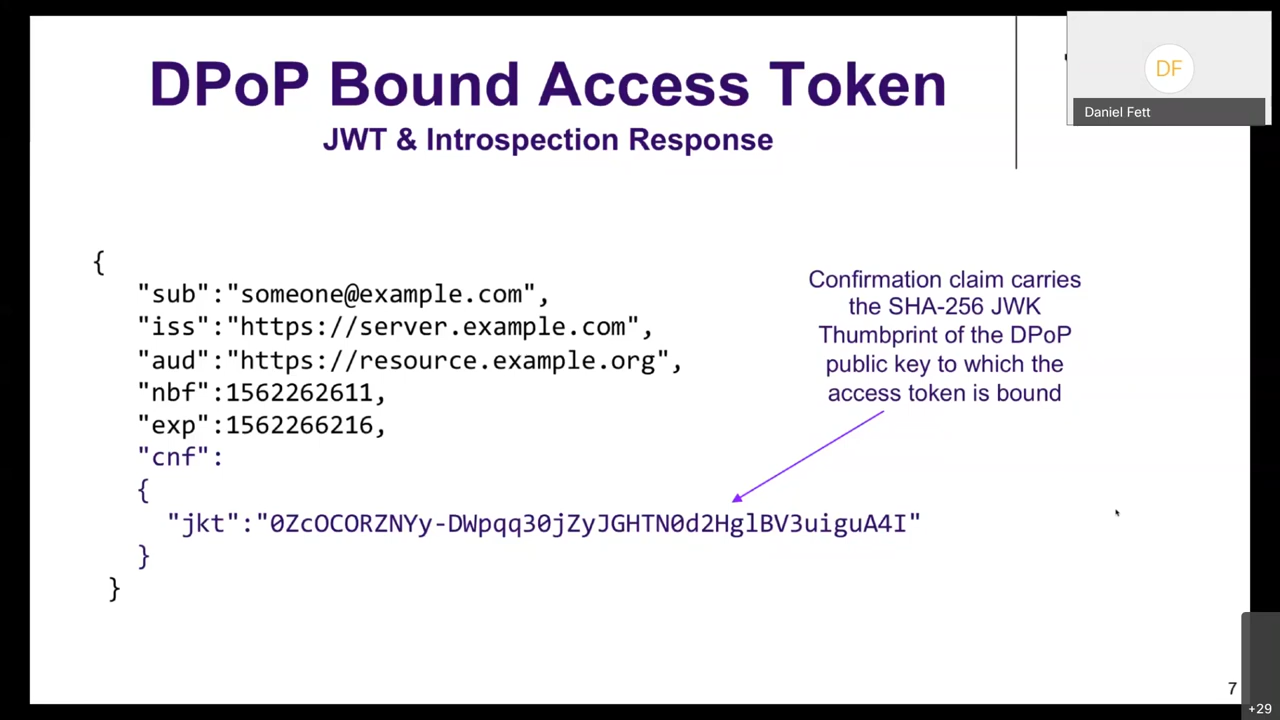 DPoP Bound Access Token
JWT & Introspection Response
DF
Daniel Fett
{
"sub":"someone@example.com",
"iss":"https://server.example.com",
"aud":"https://resource.example.org",
"nbf":1562262611,
"exp":1562266216,
"cnf":
{
"jkt":"0ZcOCORZNYy-DWpqq30jZyJGHTN0d2HglBV3uiguA4I"
}
}
Confirmation claim carries
the SHA-256 JWK
Thumbprint of the DPoP
public key to which the
access token is bound
7
+29